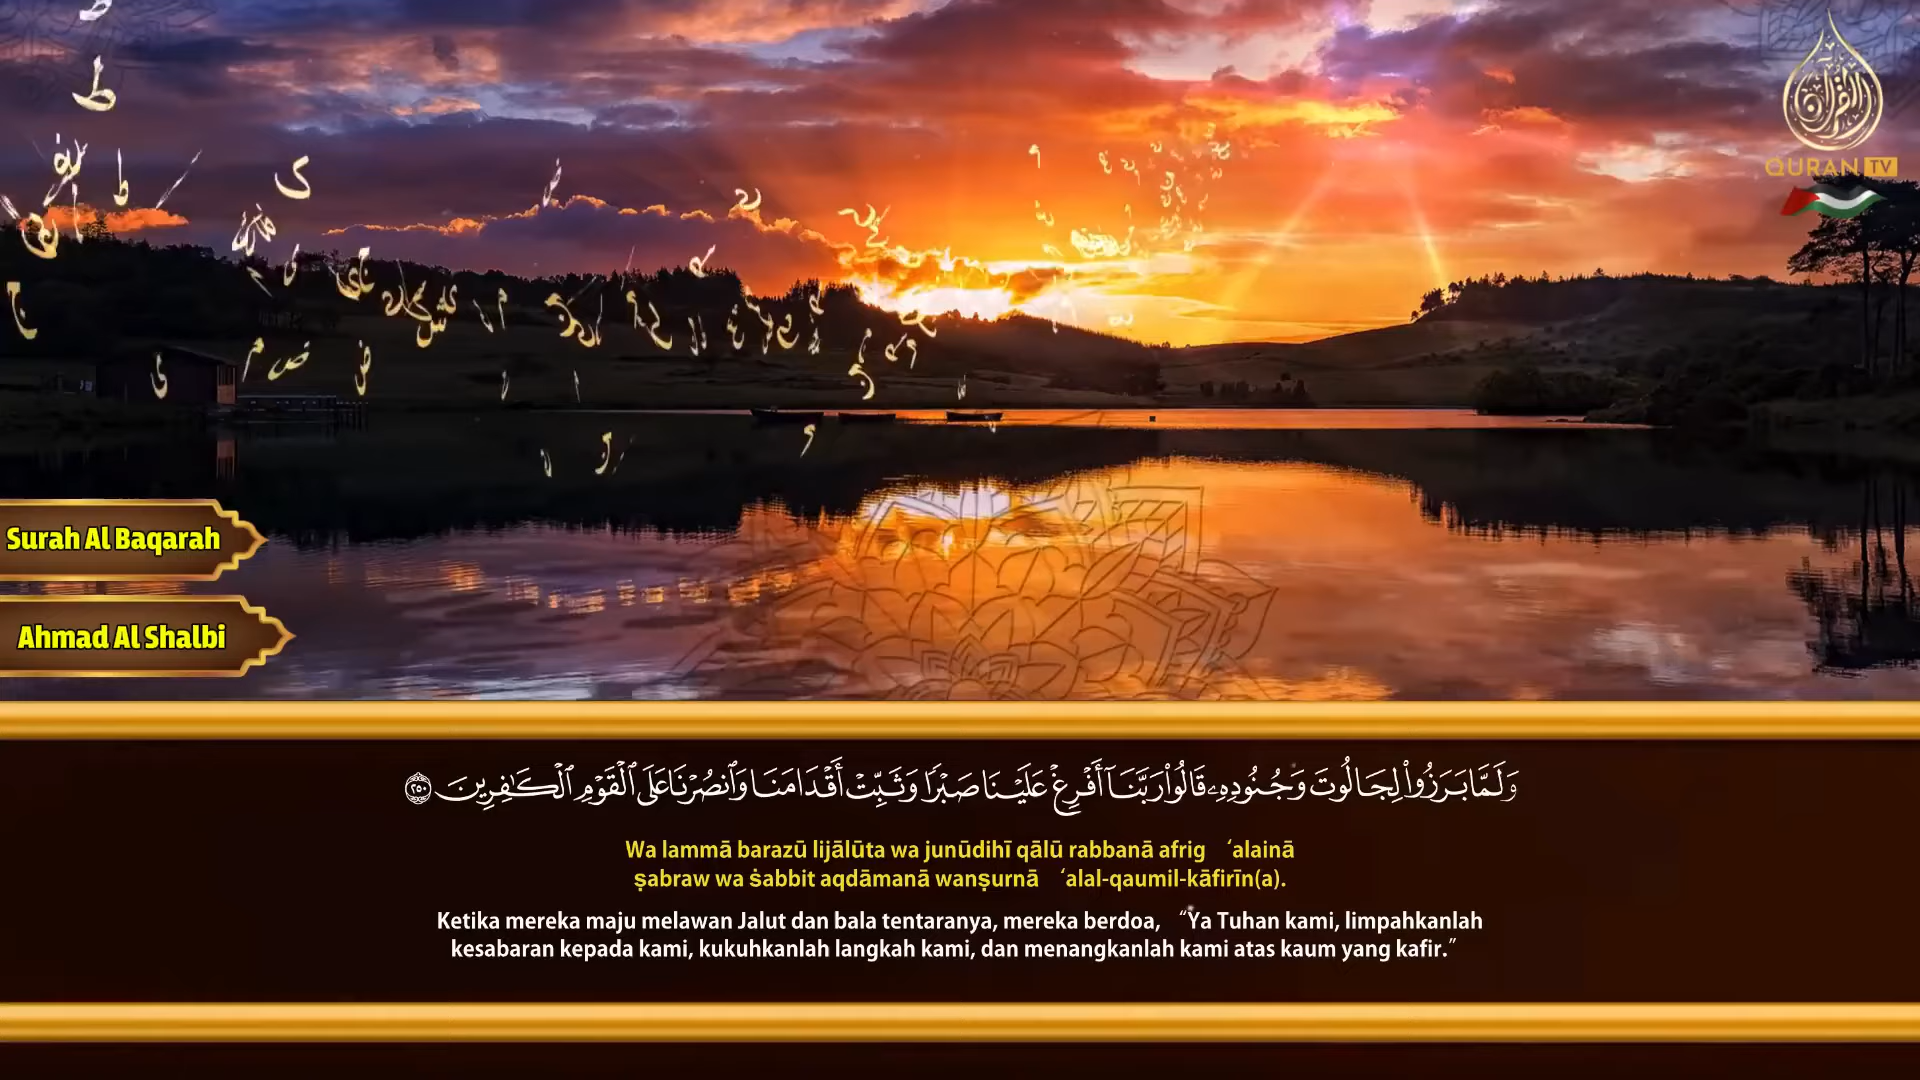 القرآن
QURAN TV
Surah Al Baqarah
Ahmad Al Shalbi
وَلَمَّا بَرَزُوا۟ لِجَالُوتَ وَجُنُودِهِۦ قَالُوا۟ رَبَّنَآ أَفْرِغْ عَلَيْنَا صَبْرًا وَثَبِّتْ أَقْدَامَنَا وَٱنصُرْنَا عَلَى ٱلْقَوْمِ ٱلْكَـٰفِرِينَ ٢٥٠
Wa lammā barazū lijālūta wa junūdihī qālū rabbanā afrig ‘alainā
ṣabraw wa ṡabbit aqdāmanā wanṣurnā ‘alal-qaumil-kāfirīn(a).
Ketika mereka maju melawan Jalut dan bala tentaranya, mereka berdoa, “Ya Tuhan kami, limpahkanlah
kesabaran kepada kami, kukuhkanlah langkah kami, dan menangkanlah kami atas kaum yang kafir.”